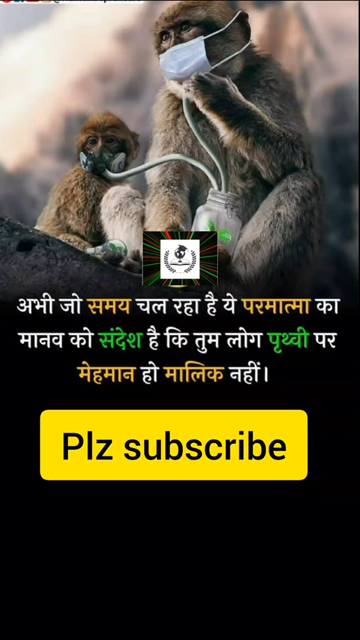 अभी जो समय चल रहा है ये परमात्मा का
मानव को संदेश है कि तुम लोग पृथ्वी पर
मेहमान हो मालिक नहीं।
Plz subscribe